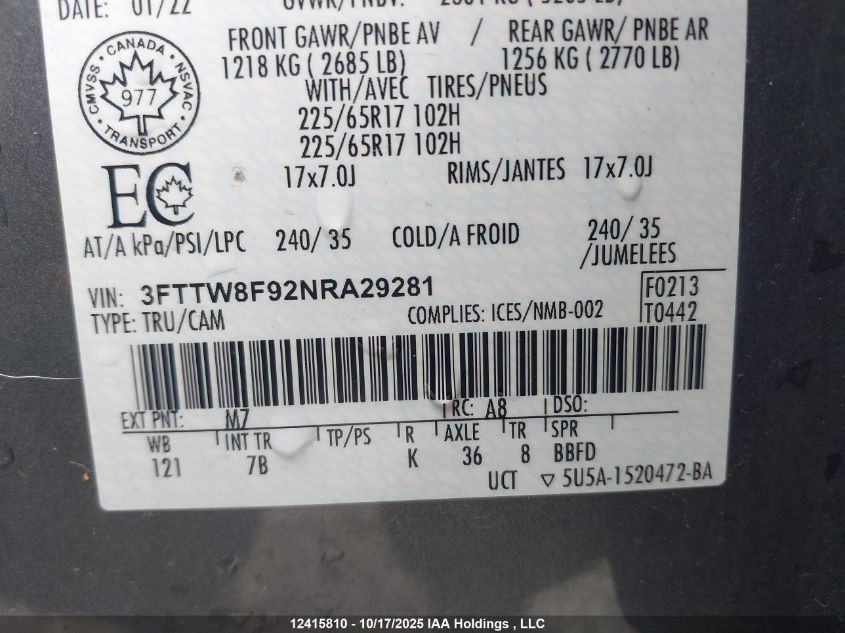 DATE: 01/22 GVWR/PNBV:
FRONT GAWR/PNBE AV / REAR GAWR/ PNBE AR
1218 KG ( 2685 LB) 1256 KG ( 2770 LB)
WITH/AVEC TIRES/PNEUS
225/65R17 102H
225/65R17 102H
17x7.0J RIMS/JANTES 17x7.0J
CANADA
CMVSS NSVAC
977
TRANSPORT
EC
AT/A kPa/PSI/LPC 240/ 35 COLD/A FROID 240/ 35
/JUMELEES
VIN: 3FTTW8F92NRA29281 F0213
TYPE: TRU/CAM COMPLIES: ICES/NMB-002 T0442
EXT PNT: M7 RC: A8 DSO:
WB INT TR TP/PS R AXLE TR SPR
121 7B K 36 8 BBFD
UCT ▽ 5U5A-1520472-BA
12415810 - 10/17/2025 IAA Holdings , LLC